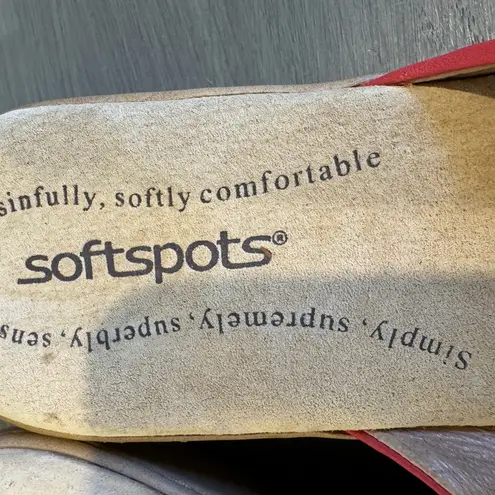 sinfully, softly comfortable
softspots®
Simply, supremely, superbly, sens